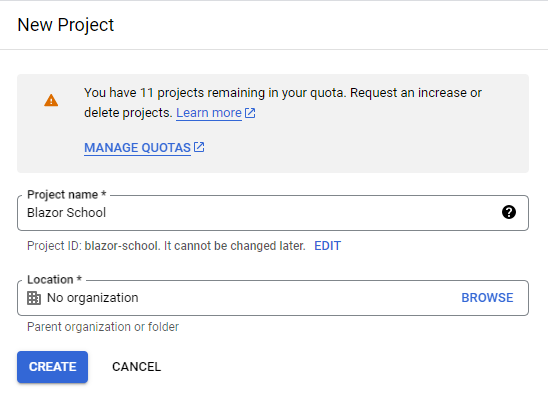 New Project
You have 11 projects remaining in your quota. Request an increase or
delete projects. Learn more
MANAGE QUOTAS
Project name *
Blazor School
Project ID: blazor-school. It cannot be changed later. EDIT
Location *
No organization BROWSE
Parent organization or folder
CREATE CANCEL